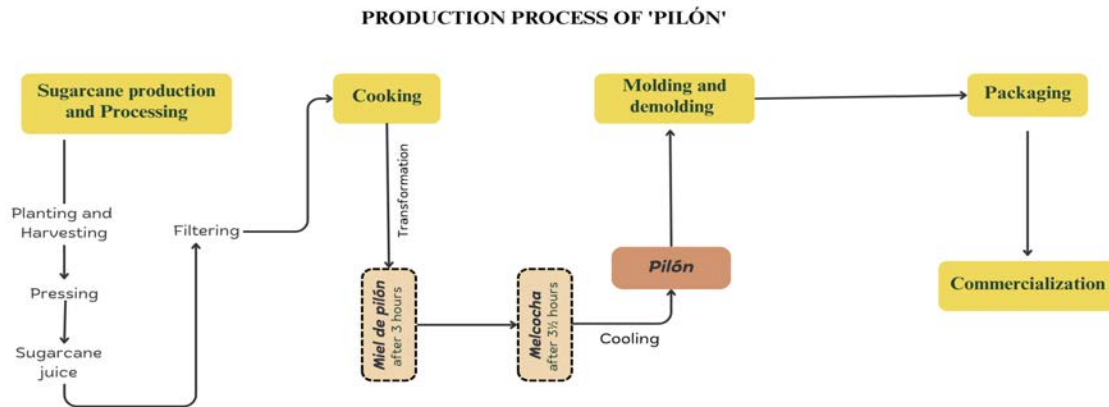 PRODUCTION PROCESS OF 'PILÓN'
Sugarcane production
and Processing
Planting and
Harvesting
Pressing
Sugarcane
juice
Filtering
Cooking
Transformation
Miel de pilón
after 3 hours
Melcocha
after 3½ hours
Cooling
Pilón
Molding and
demolding
Packaging
Commercialization